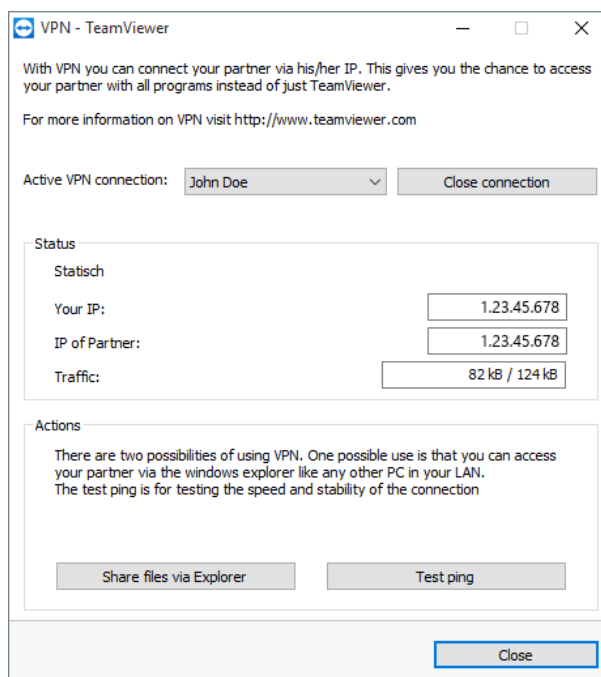 VPN - TeamViewer
With VPN you can connect your partner via his/her IP. This gives you the chance to access
your partner with all programs instead of just TeamViewer.
For more information on VPN visit http://www.teamviewer.com
Active VPN connection: John Doe Close connection
Status
Statisch
Your IP: 1.23.45.678
IP of Partner: 1.23.45.678
Traffic: 82 kB / 124 kB
Actions
There are two possibilities of using VPN. One possible use is that you can access
your partner via the windows explorer like any other PC in your LAN.
The test ping is for testing the speed and stability of the connection
Share files via Explorer Test ping
Close